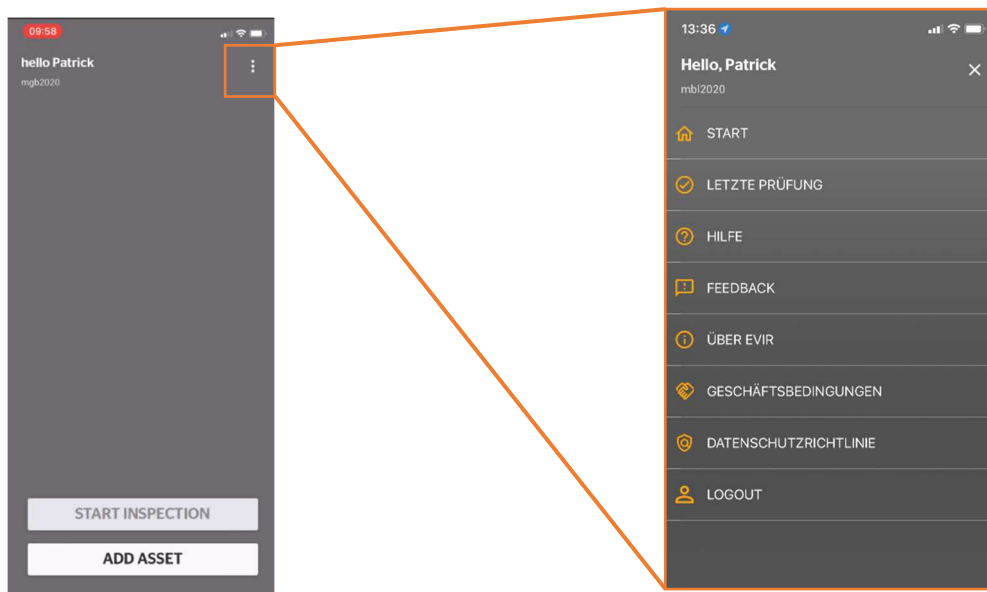 09:58
hello Patrick
mgb2020
START INSPECTION
ADD ASSET
13:36
Hello, Patrick
mbl2020
START
LETZTE PRÜFUNG
HILFE
FEEDBACK
ÜBER EVIR
GESCHÄFTSBEDINGUNGEN
DATENSCHUTZRICHTLINIE
LOGOUT